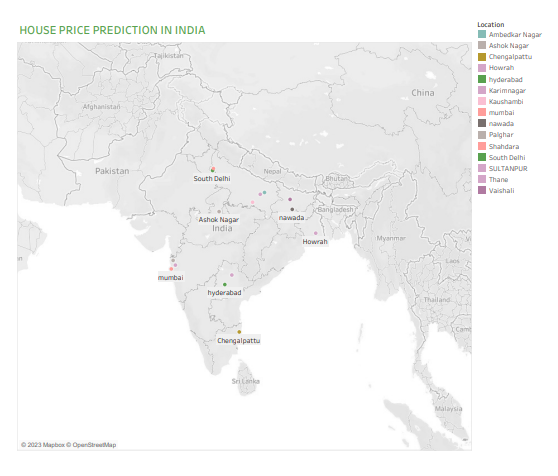 HOUSE PRICE PREDICTION IN INDIA
Location
Ambedkar Nagar
Ashok Nagar
Chengalpattu
Howrah
hyderabad
Karimnagar
Kaushambi
mumbai
nawada
Palghar
Shahdara
South Delhi
SULTANPUR
Thane
Vaishali
Tajikistan
China
Afghanistan
Pakistan
South Delhi
Nepal
Bhutan
Bangladesh
Ashok Nagar
nawada
India
Howrah
Myanmar
mumbai
hyderabad
Laos
Thailand
Chengalpattu
Sri Lanka
Malaysia
© 2023 Mapbox © OpenStreetMap